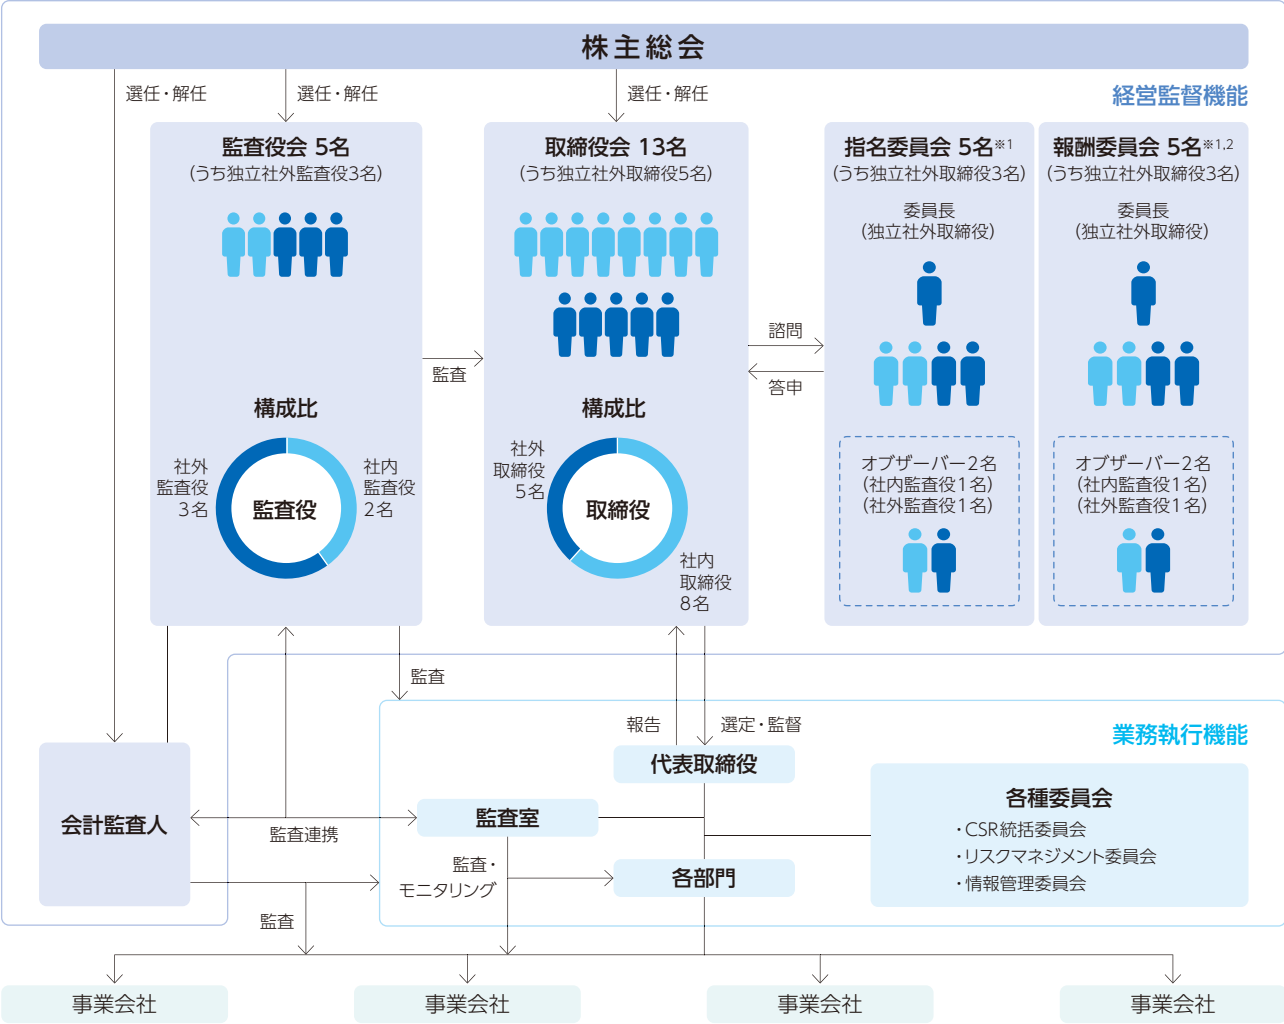 株主総会
選任・解任
選任・解任
選任・解任
経営監督機能
監査役会 5名
(うち独立社外監査役3名)
取締役会 13名
(うち独立社外取締役5名)
指名委員会 5名※1
(うち独立社外取締役3名)
委員長
(独立社外取締役)
報酬委員会 5名※1,2
(うち独立社外取締役3名)
委員長
(独立社外取締役)
監査
諮問
答申
構成比
社外
監査役
3名
監査役
社内
監査役
2名
構成比
社外
取締役
5名
取締役
社内
取締役
8名
オブザーバー2名
(社内監査役1名)
(社外監査役1名)
オブザーバー2名
(社内監査役1名)
(社外監査役1名)
監査
報告
選定・監督
業務執行機能
代表取締役
会計監査人
監査連携
監査室
各種委員会
・CSR統括委員会
・リスクマネジメント委員会
・情報管理委員会
監査・
モニタリング
各部門
監査
事業会社
事業会社
事業会社
事業会社